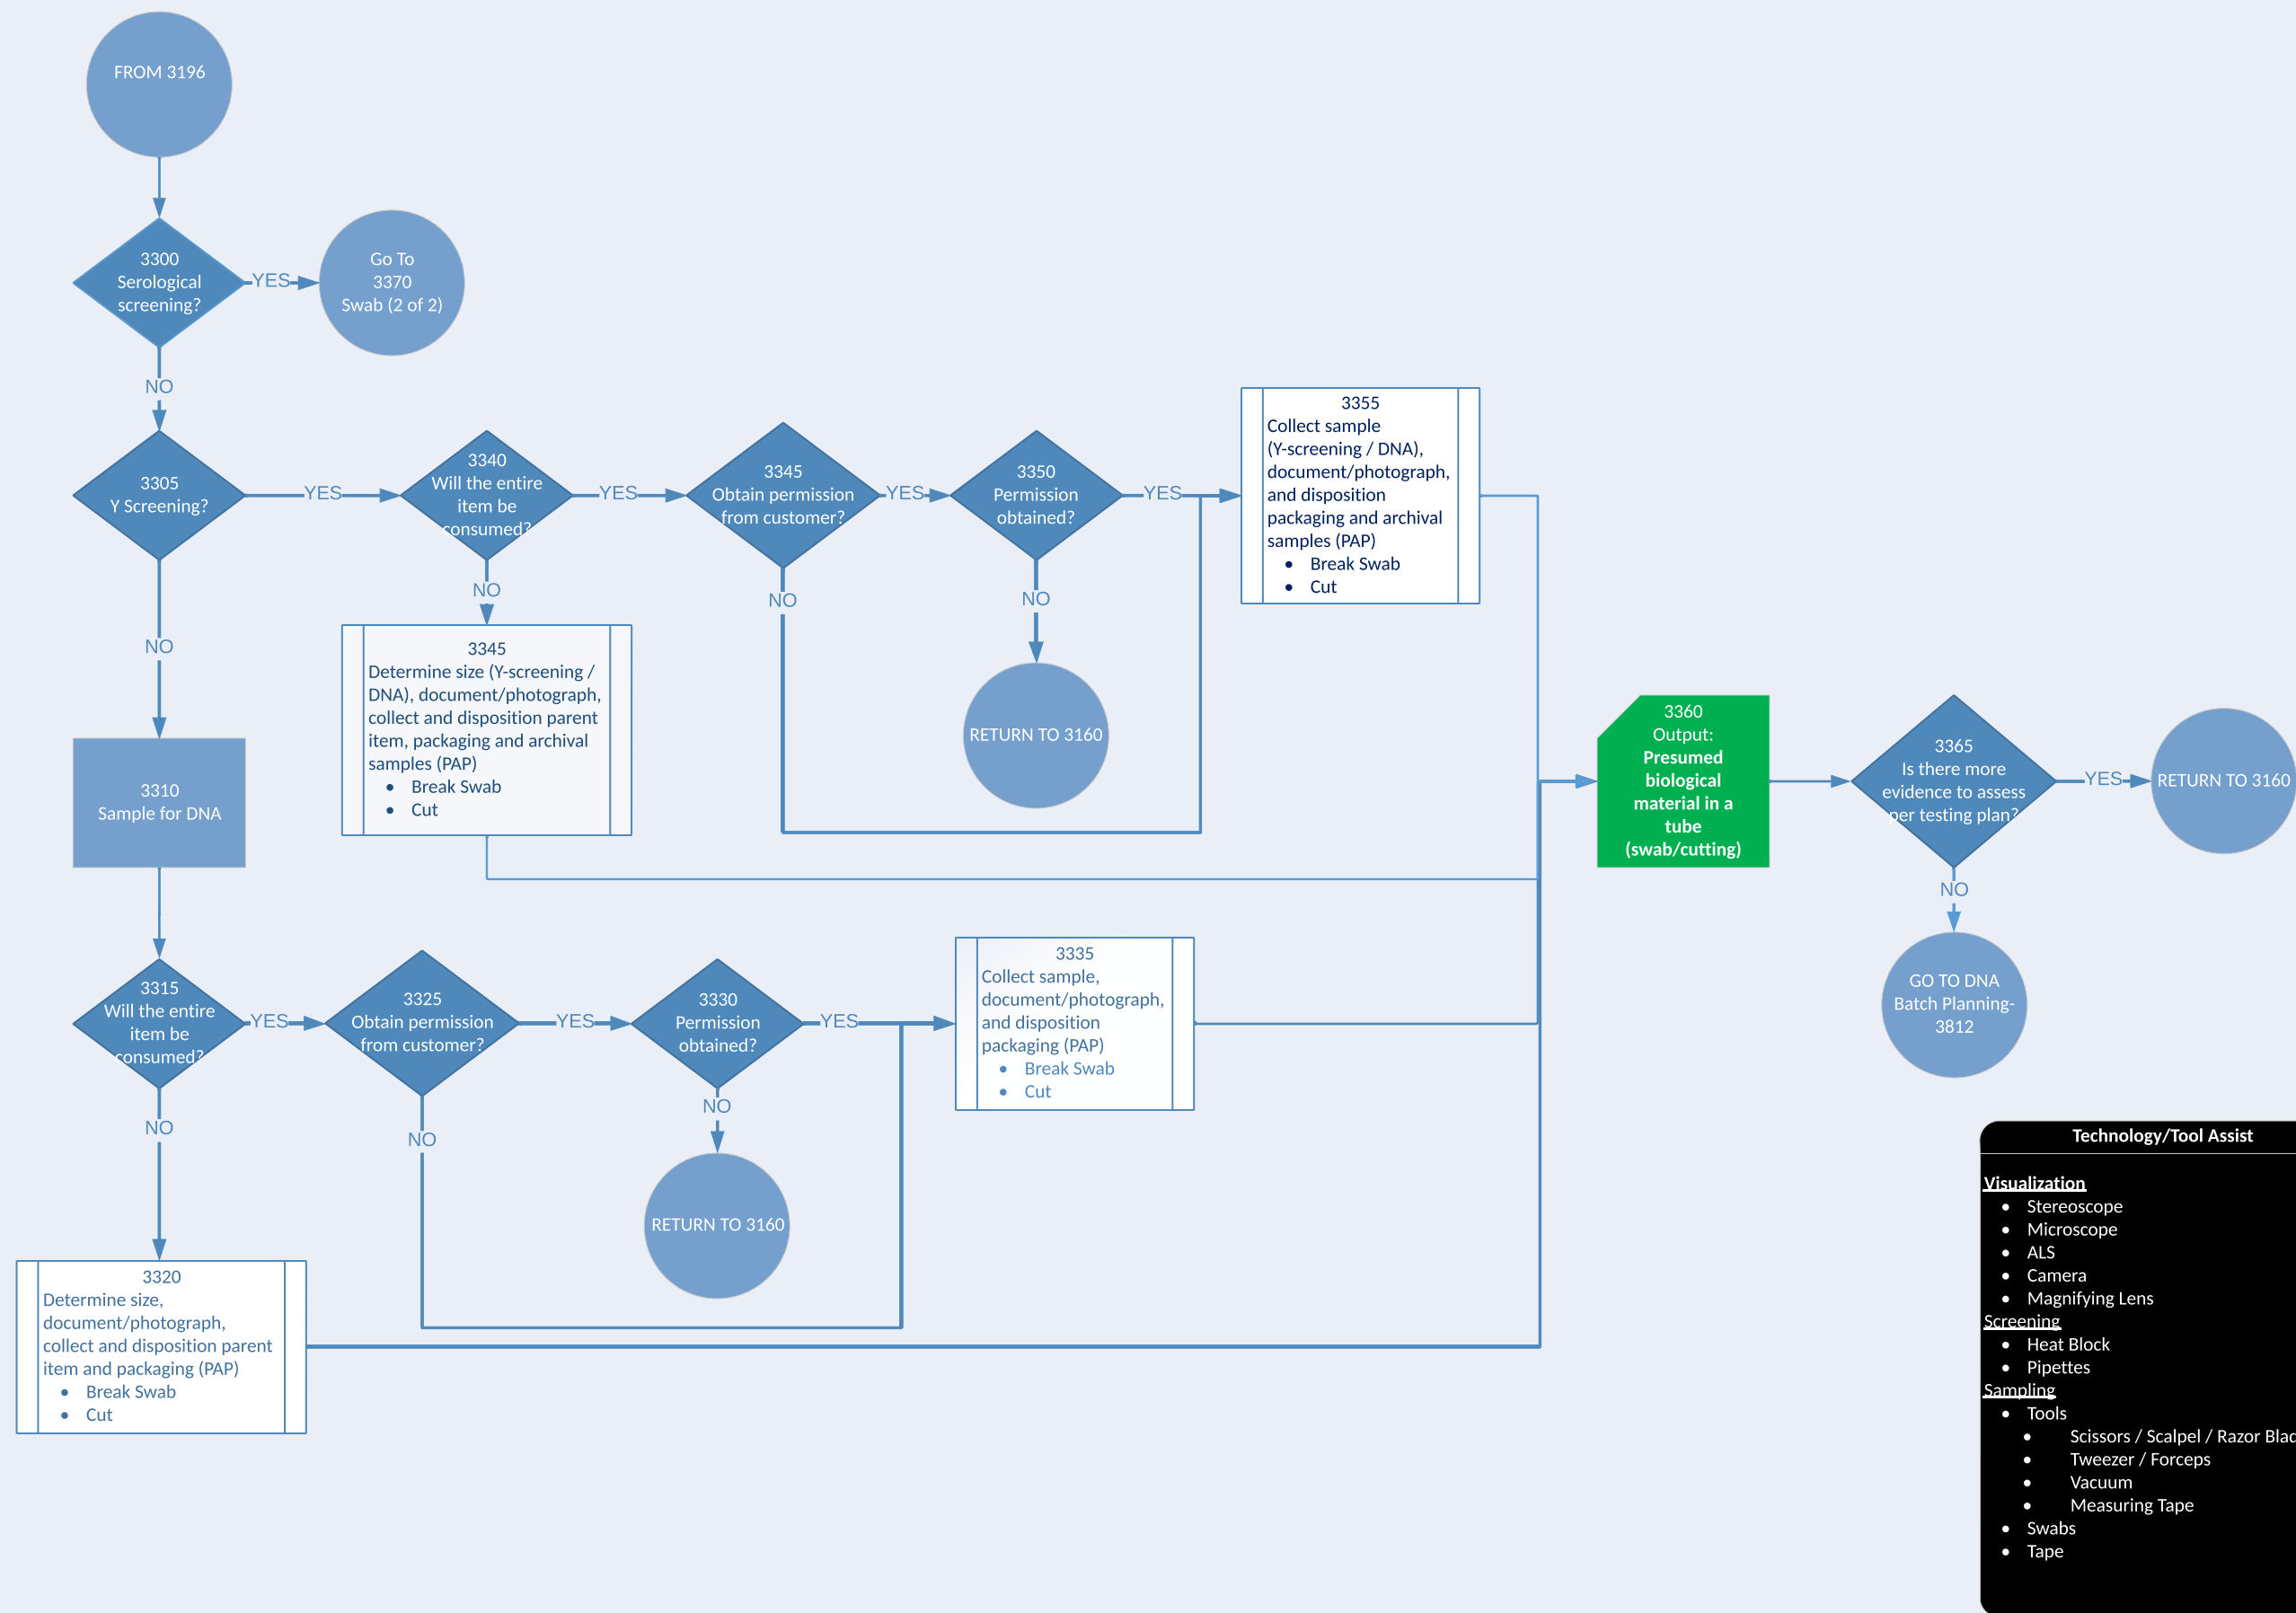 FROM 3196
3300
Serological
screening?
YES
Go To
3370
Swab (2 of 2)
NO
3305
Y Screening?
YES
3340
Will the entire
item be
consumed?
YES
3345
Obtain permission
from customer?
YES
3350
Permission
obtained?
YES
3355
Collect sample
(Y-screening / DNA),
document/photograph,
and disposition
packaging and archival
samples (PAP)
• Break Swab
• Cut
NO
NO
NO
NO
3345
Determine size (Y-screening /
DNA), document/photograph,
collect and disposition parent
item, packaging and archival
samples (PAP)
• Break Swab
• Cut
RETURN TO 3160
3310
Sample for DNA
3360
Output:
Presumed
biological
material in a
tube
(swab/cutting)
3365
Is there more
evidence to assess
per testing plan?
YES
RETURN TO 3160
NO
GO TO DNA
Batch Planning-
3812
3315
Will the entire
item be
consumed?
YES
3325
Obtain permission
from customer?
YES
3330
Permission
obtained?
YES
3335
Collect sample,
document/photograph,
and disposition
packaging (PAP)
• Break Swab
• Cut
NO
NO
NO
RETURN TO 3160
3320
Determine size,
document/photograph,
collect and disposition parent
item and packaging (PAP)
• Break Swab
• Cut
Technology/Tool Assist
Visualization
• Stereoscope
• Microscope
• ALS
• Camera
• Magnifying Lens
Screening
• Heat Block
• Pipettes
Sampling
• Tools
• Scissors / Scalpel / Razor
• Tweezer / Forceps
• Vacuum
• Measuring Tape
• Swabs
• Tape